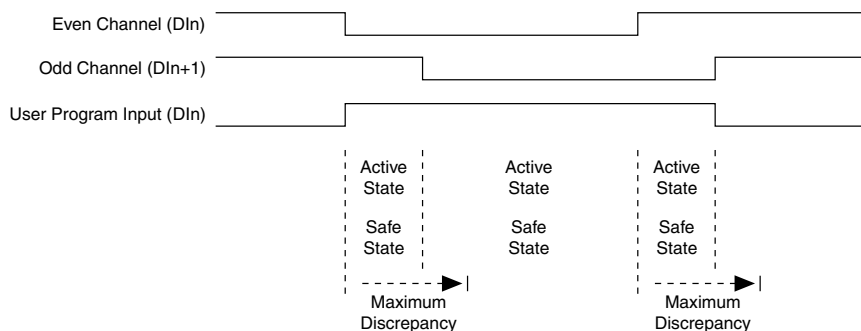 Even Channel (DIn)
Odd Channel (DIn+1)
User Program Input (DIn)
Active
State
Active
State
Active
State
Safe
State
Safe
State
Safe
State
Maximum
Discrepancy
Maximum
Discrepancy